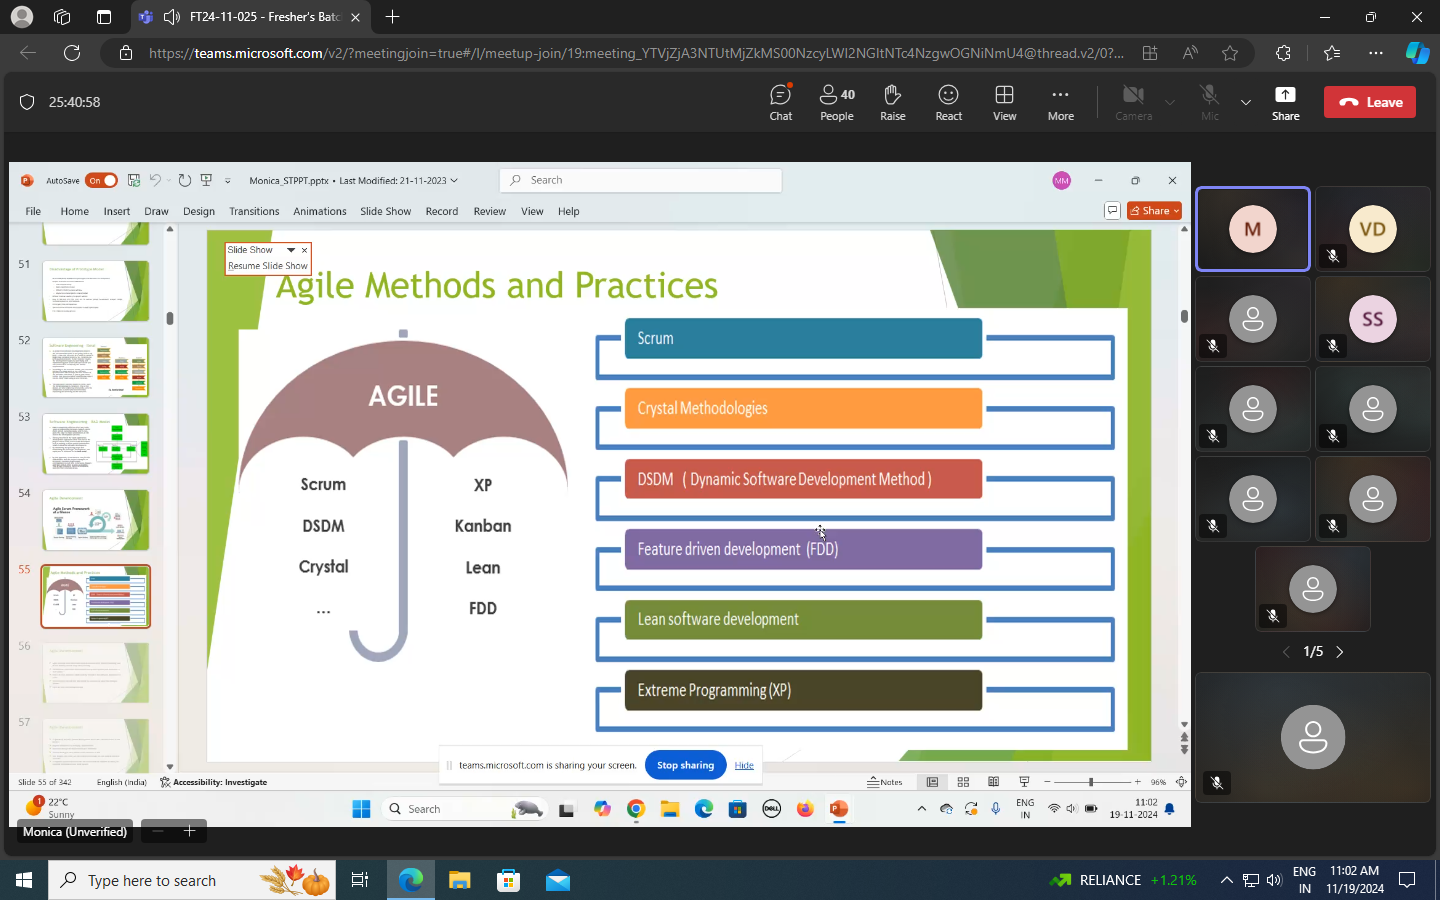 FT24-11-025 - Fresher's Batc
https://teams.microsoft.com/v2/?meetingjoin=true#/l/meetup-join/19:meeting_YTVjZjA3NTUtMjZkMS00NzcyLWI2NGItNTc4NzgwOGNiNmU4@thread.v2/0?...
25:40:58
40
Chat
People
Raise
React
View
More
Camera
Mic
Share
Leave
AutoSave
On
Monica_STPPT.pptx • Last Modified: 21-11-2023
Search
MM
File
Home
Insert
Draw
Design
Transitions
Animations
Slide Show
Record
Review
View
Help
Share
51
52
53
54
55
56
57
Slide Show
Resume Slide Show
Agile Methods and Practices
AGILE
Scrum
XP
DSDM
Kanban
Crystal
Lean
...
FDD
Scrum
Crystal Methodologies
DSDM ( Dynamic Software Development Method )
Feature driven development (FDD)
Lean software development
Extreme Programming (XP)
M
VD
SS
1/5
teams.microsoft.com is sharing your screen.
Stop sharing
Hide
Slide 55 of 342
English (India)
Accessibility: Investigate
Notes
96%
1
22°C
Sunny
Search
DELL
ENG
IN
11:02
19-11-2024
Monica (Unverified)
Type here to search
RELIANCE +1.21%
ENG
IN
11:02 AM
11/19/2024